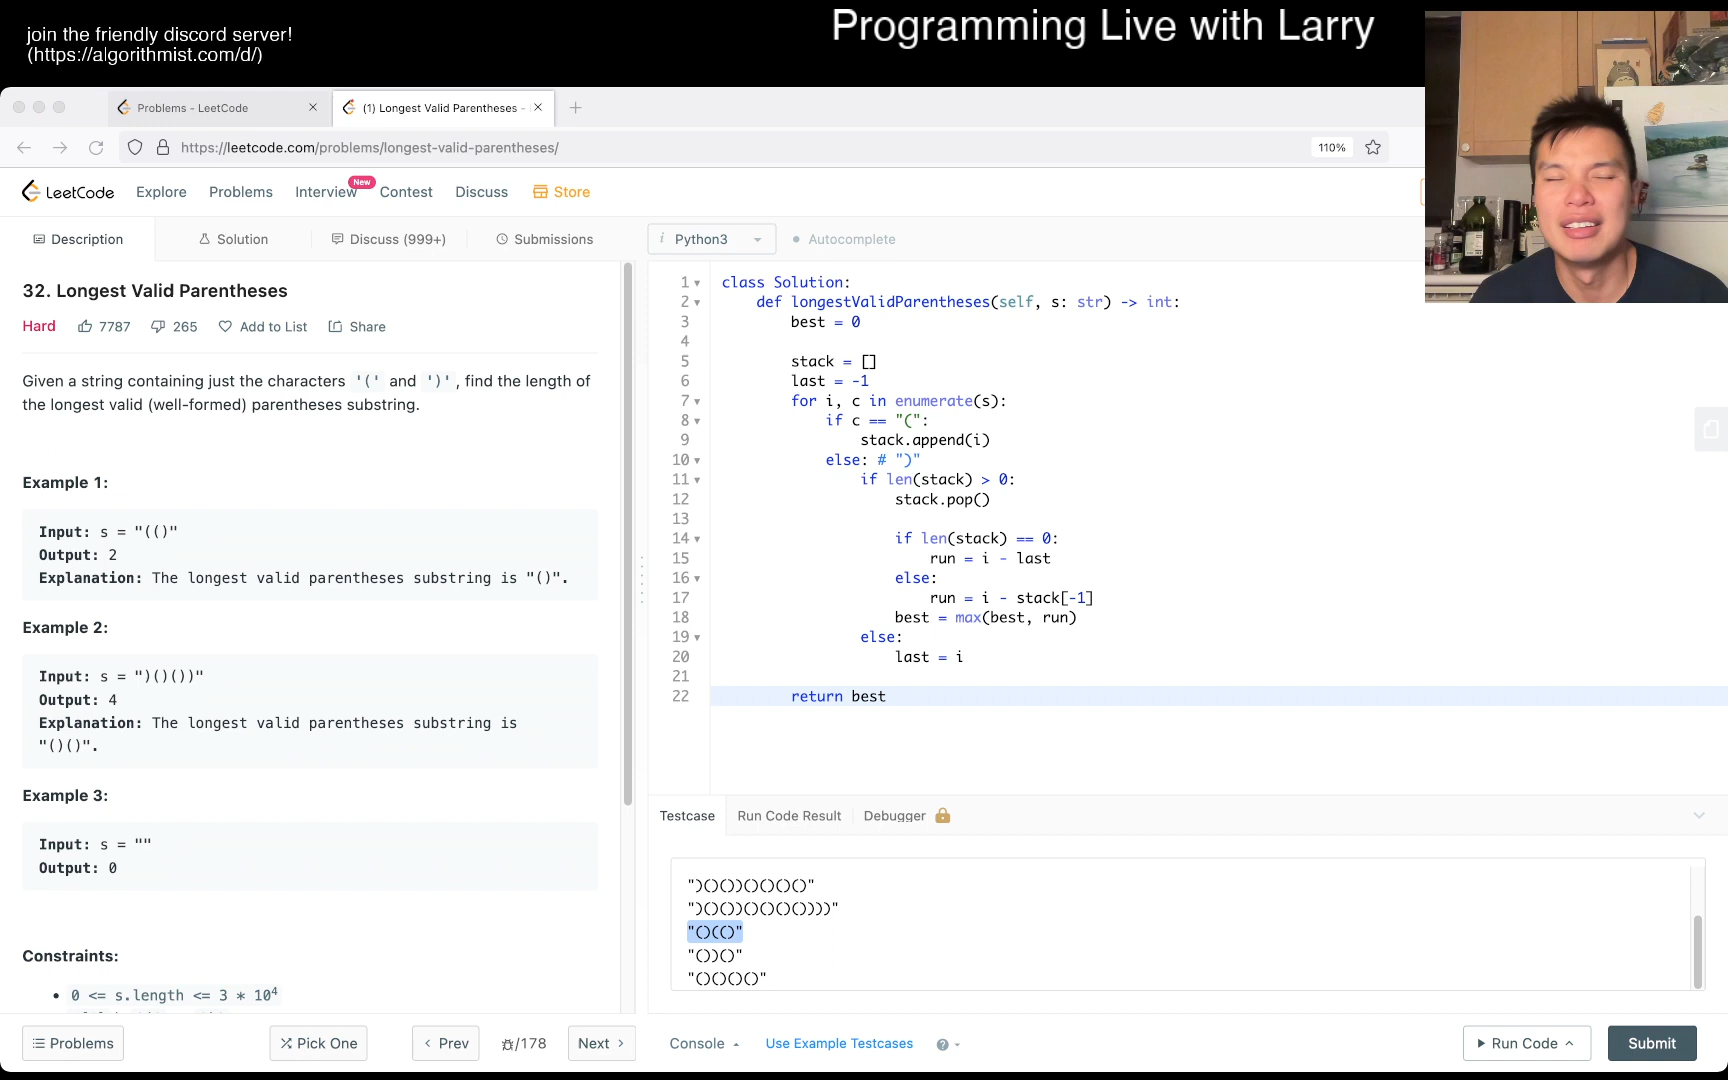 join the friendly discord server!
(https://algorithmist.com/d/)
Programming Live with Larry
Problems - LeetCode
(1) Longest Valid Parentheses -
https://leetcode.com/problems/longest-valid-parentheses/
110%
LeetCode
Explore
Problems
Interview
New
Contest
Discuss
Store
Description
Solution
Discuss (999+)
Submissions
i Python3
Autocomplete
32. Longest Valid Parentheses
Hard
7787
265
Add to List
Share
Given a string containing just the characters '(' and ')', find the length of
the longest valid (well-formed) parentheses substring.
Example 1:
Input: s = "(()"
Output: 2
Explanation: The longest valid parentheses substring is "()".
Example 2:
Input: s = ")()())"
Output: 4
Explanation: The longest valid parentheses substring is
"()()".
Example 3:
Input: s = ""
Output: 0
Constraints:
• 0 <= s.length <= 3 * 10⁴
1 class Solution:
2     def longestValidParentheses(self, s: str) -> int:
3         best = 0
4
5         stack = []
6         last = -1
7         for i, c in enumerate(s):
8             if c == "(":
9                 stack.append(i)
10             else: # ")"
11                 if len(stack) > 0:
12                     stack.pop()
13
14                     if len(stack) == 0:
15                         run = i - last
16                     else:
17                         run = i - stack[-1]
18                     best = max(best, run)
19                 else:
20                     last = i
21
22         return best
Testcase
Run Code Result
Debugger
")()())()()()()"
")()())()()()())))"
"()(()"
"())()"
"()()()()"
Problems
Pick One
Prev
/178
Next
Console
Use Example Testcases
?
Run Code
Submit